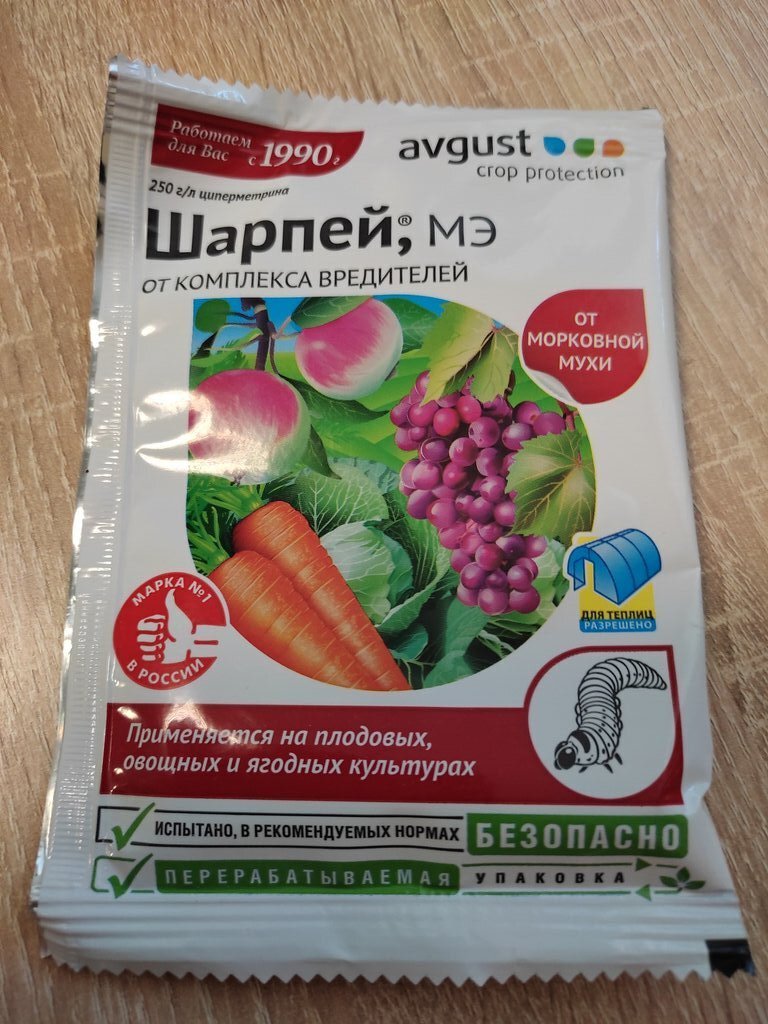 Работаем
для Вас с 1990 г
avgust
crop protection
250 г/л циперметрина
Шарпей,® МЭ
ОТ КОМПЛЕКСА ВРЕДИТЕЛЕЙ
ОТ
МОРКОВНОЙ
МУХИ
ДЛЯ ТЕПЛИЦ
РАЗРЕШЕНО
МАРКА №1
В РОССИИ
Применяется на плодовых,
овощных и ягодных культурах
ИСПЫТАНО, В РЕКОМЕНДУЕМЫХ НОРМАХ БЕЗОПАСНО
ПЕРЕРАБАТЫВАЕМАЯ УПАКОВКА